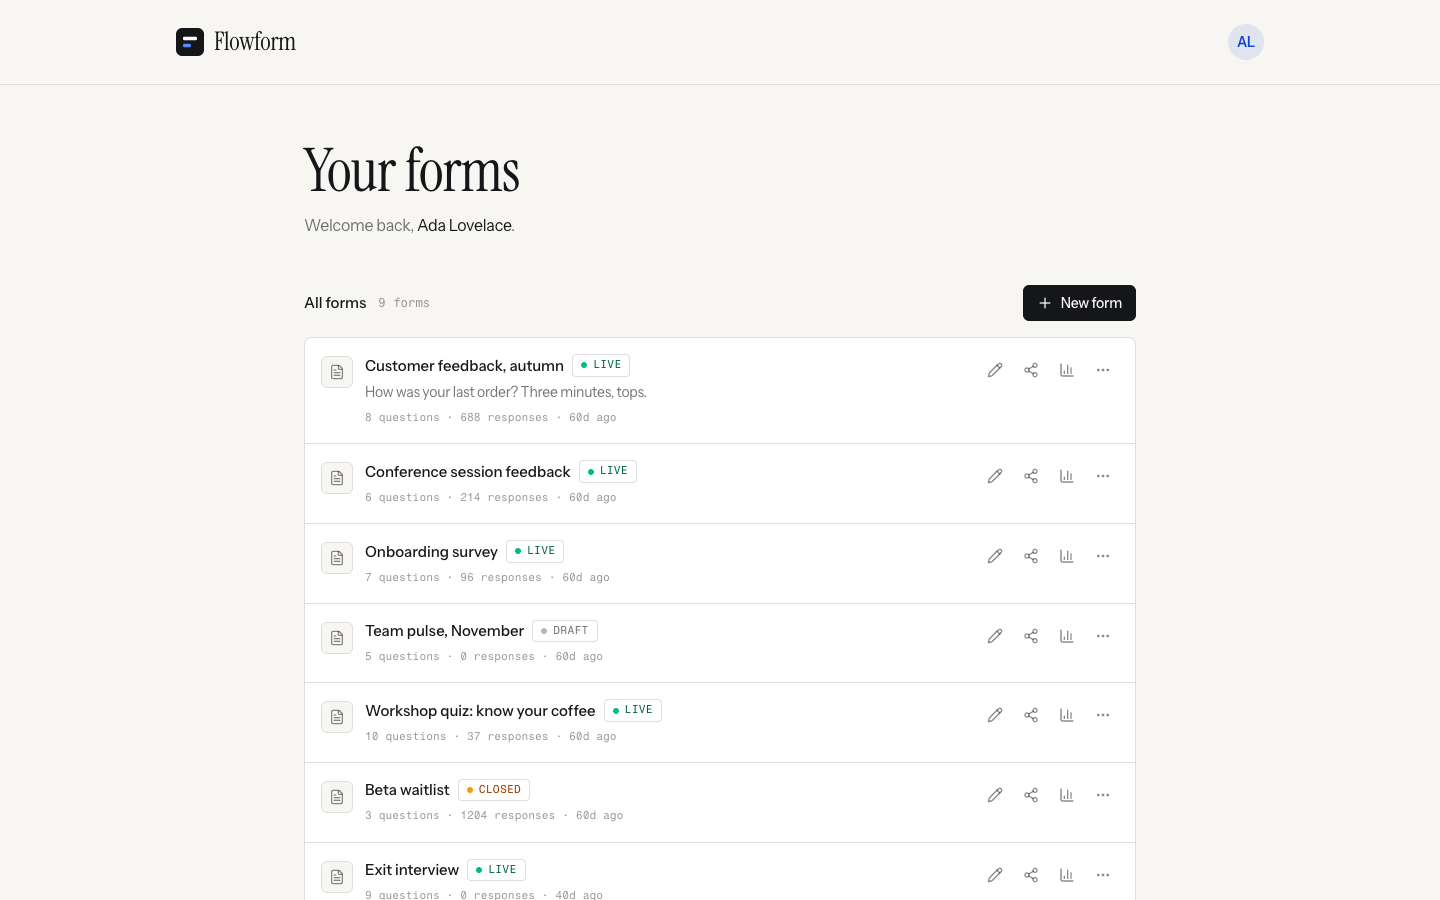 Flowform
AL
Your forms
Welcome back, Ada Lovelace.
All forms 9 forms
New form
Customer feedback, autumn LIVE
How was your last order? Three minutes, tops.
8 questions · 688 responses · 60d ago
Conference session feedback LIVE
6 questions · 214 responses · 60d ago
Onboarding survey LIVE
7 questions · 96 responses · 60d ago
Team pulse, November DRAFT
5 questions · 0 responses · 60d ago
Workshop quiz: know your coffee LIVE
10 questions · 37 responses · 60d ago
Beta waitlist CLOSED
3 questions · 1204 responses · 60d ago
Exit interview LIVE
9 questions · 0 responses · 40d ago